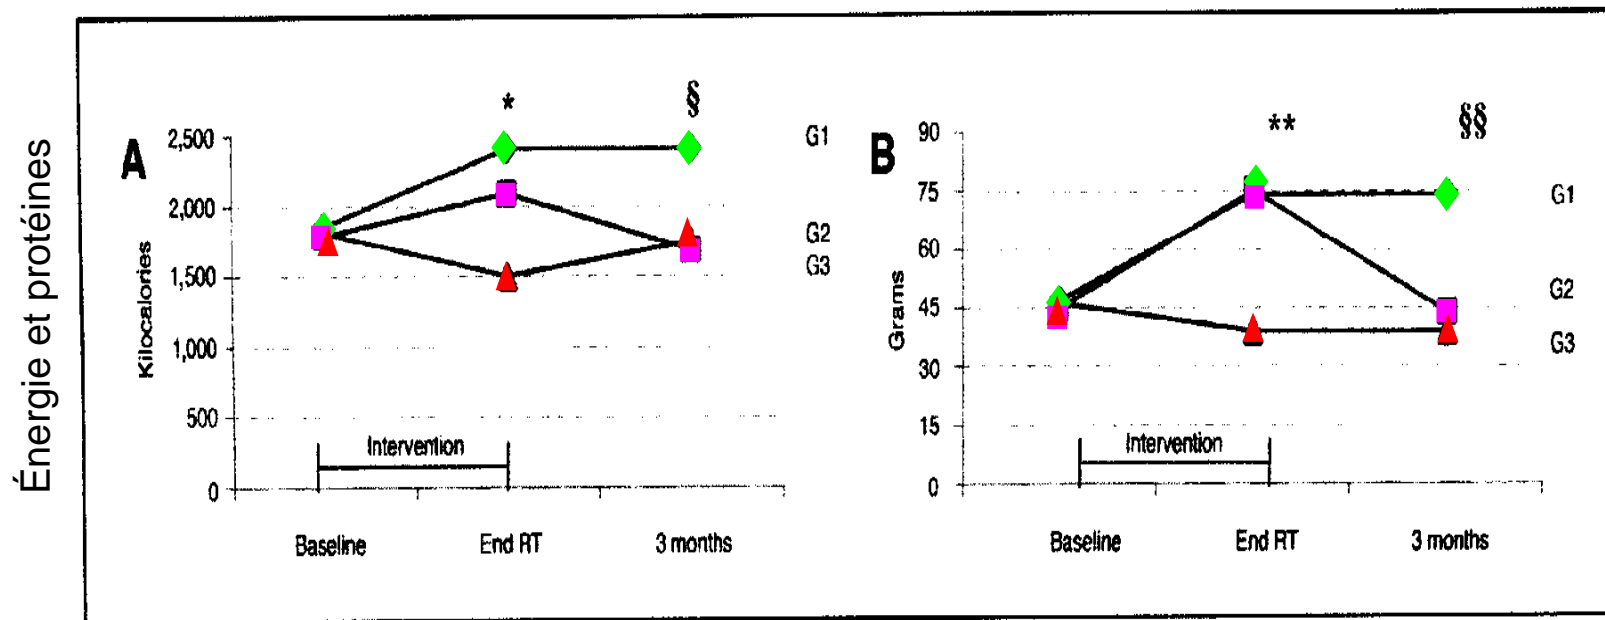 Énergie et protéines
A
* §
2,500
2,000
1,500
1,000
500
0
Kilocalories
Intervention
Baseline End RT 3 months
G1
G2
G3
B
** §§
90
75
60
45
30
15
0
Grams
Intervention
Baseline End RT 3 months
G1
G2
G3